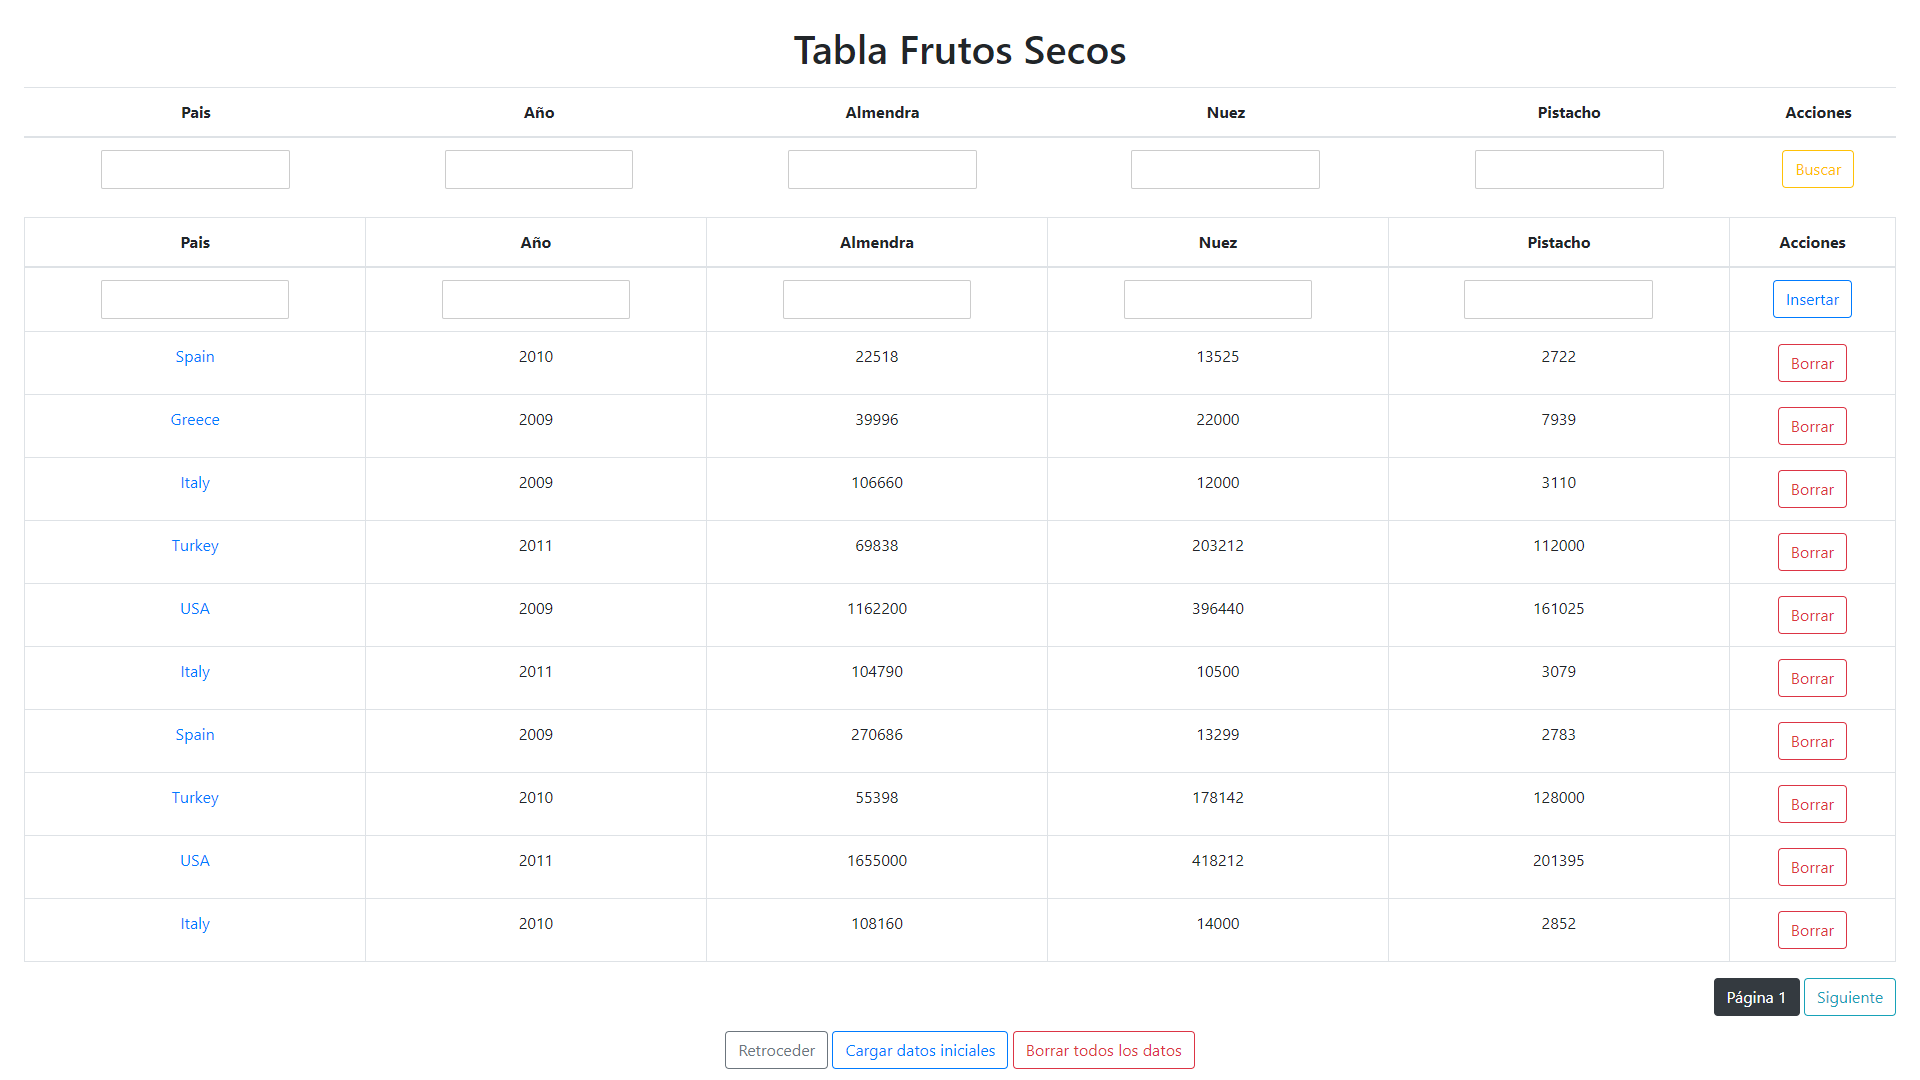 Tabla Frutos Secos
Pais Año Almendra Nuez Pistacho Acciones
Buscar
Pais Año Almendra Nuez Pistacho Acciones
Insertar
Spain 2010 22518 13525 2722 Borrar
Greece 2009 39996 22000 7939 Borrar
Italy 2009 106660 12000 3110 Borrar
Turkey 2011 69838 203212 112000 Borrar
USA 2009 1162200 396440 161025 Borrar
Italy 2011 104790 10500 3079 Borrar
Spain 2009 270686 13299 2783 Borrar
Turkey 2010 55398 178142 128000 Borrar
USA 2011 1655000 418212 201395 Borrar
Italy 2010 108160 14000 2852 Borrar
Página 1 Siguiente
Retroceder Cargar datos iniciales Borrar todos los datos